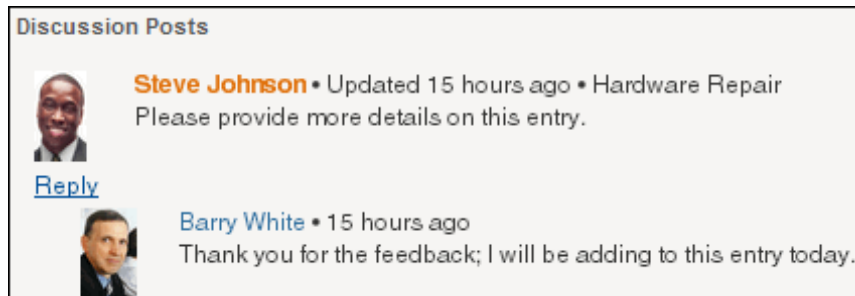 Discussion Posts
Steve Johnson • Updated 15 hours ago • Hardware Repair
Please provide more details on this entry.
Reply
Barry White • 15 hours ago
Thank you for the feedback; I will be adding to this entry today.